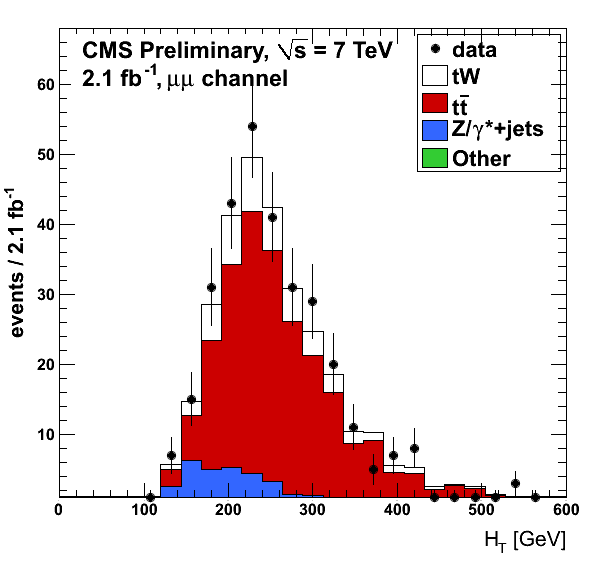 CMS Preliminary, √s = 7 TeV
2.1 fb⁻¹, μμ channel
data
tW
tt̄
Z/γ*+jets
Other
events / 2.1 fb⁻¹
60
50
40
30
20
10
0 100 200 300 400 500 600
H_T [GeV]